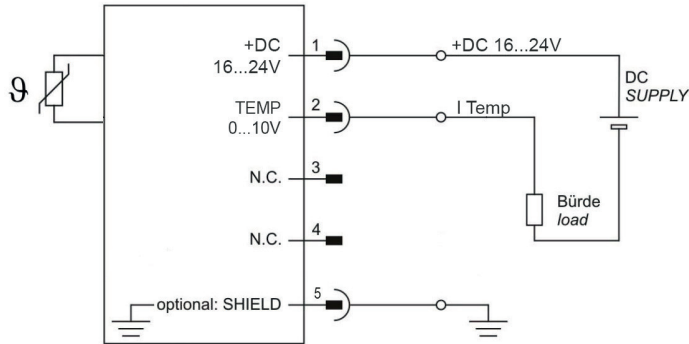 +DC 1 +DC 16...24V
16...24V
DC
SUPPLY
ϑ
TEMP 2 I Temp
0...10V
N.C. 3
Bürde
load
N.C. 4
optional: SHIELD 5